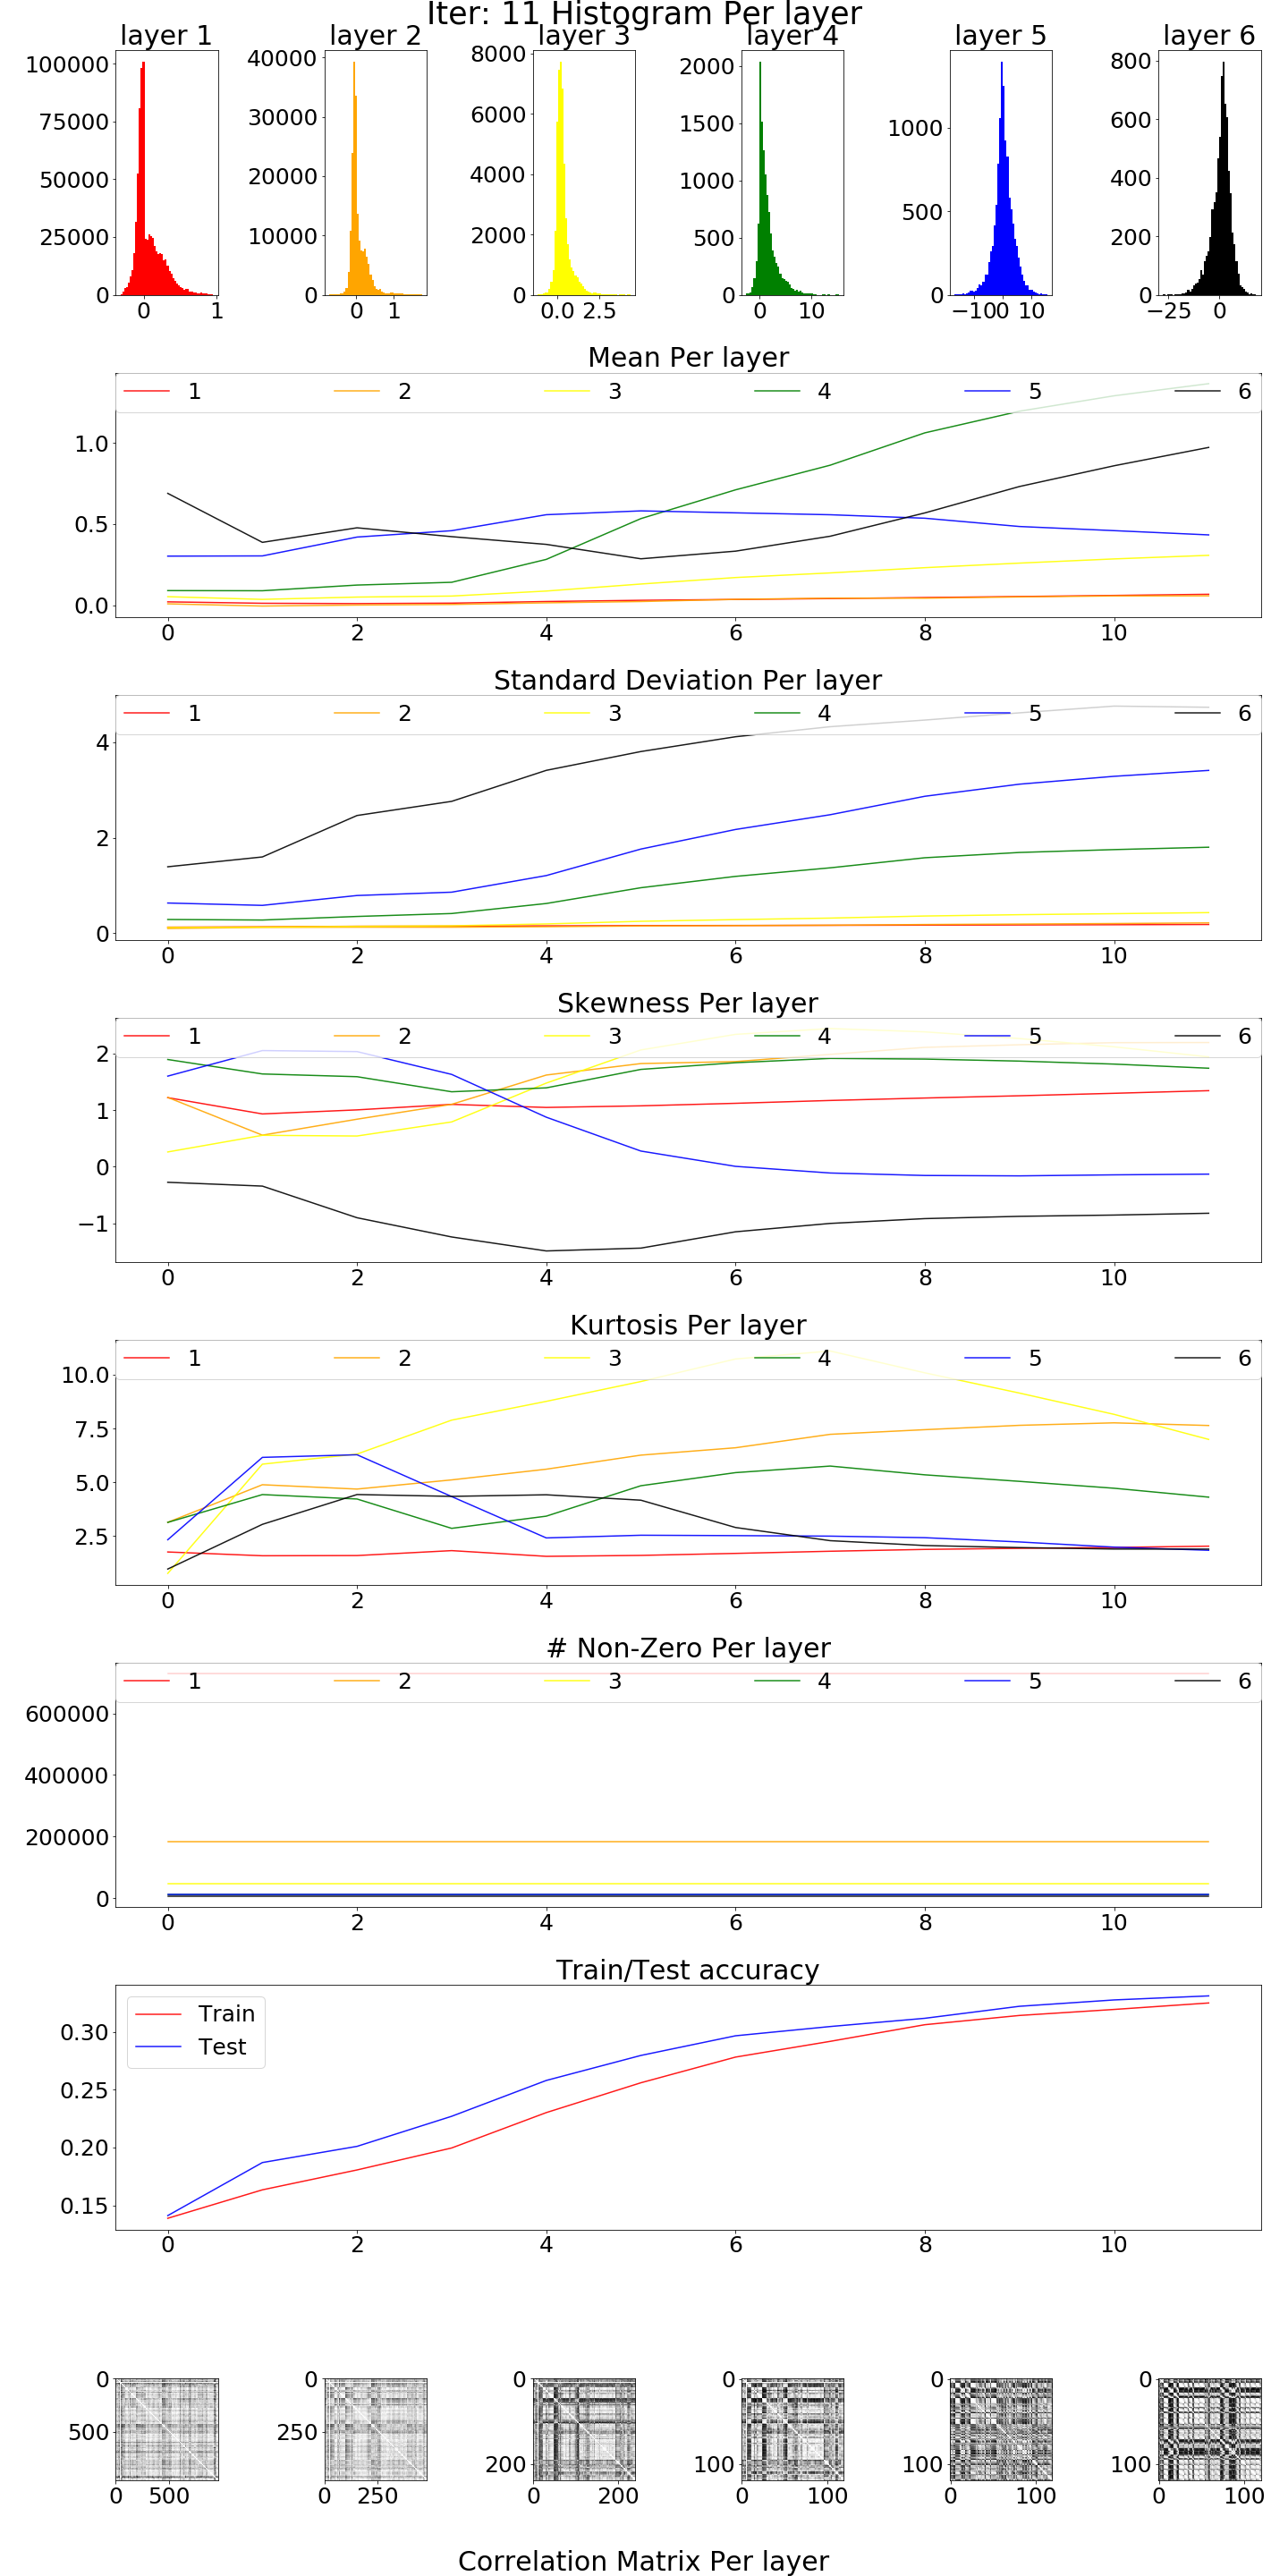 Iter: 11 Histogram Per layer
layer 1 layer 2 layer 3 layer 4 layer 5 layer 6
100000 75000 50000 25000 0
0 1
40000 30000 20000 10000 0
0 1
8000 6000 4000 2000 0
0.0 2.5
2000 1500 1000 500 0
0 10
1000 500 0
−10 0 10
800 600 400 200 0
−25 0
Mean Per layer
1 2 3 4 5 6
1.0
0.5
0.0
0 2 4 6 8 10
Standard Deviation Per layer
1 2 3 4 5 6
4
2
0
0 2 4 6 8 10
Skewness Per layer
1 2 3 4 5 6
2
1
0
−1
0 2 4 6 8 10
Kurtosis Per layer
1 2 3 4 5 6
10.0
7.5
5.0
2.5
0 2 4 6 8 10
# Non-Zero Per layer
1 2 3 4 5 6
600000
400000
200000
0
0 2 4 6 8 10
Train/Test accuracy
Train
Test
0.30
0.25
0.20
0.15
0 2 4 6 8 10
0 500
0 500
0 250
0 250
0 200
0 200
0 100
0 100
0 100
0 100
0 100
0 100
Correlation Matrix Per layer